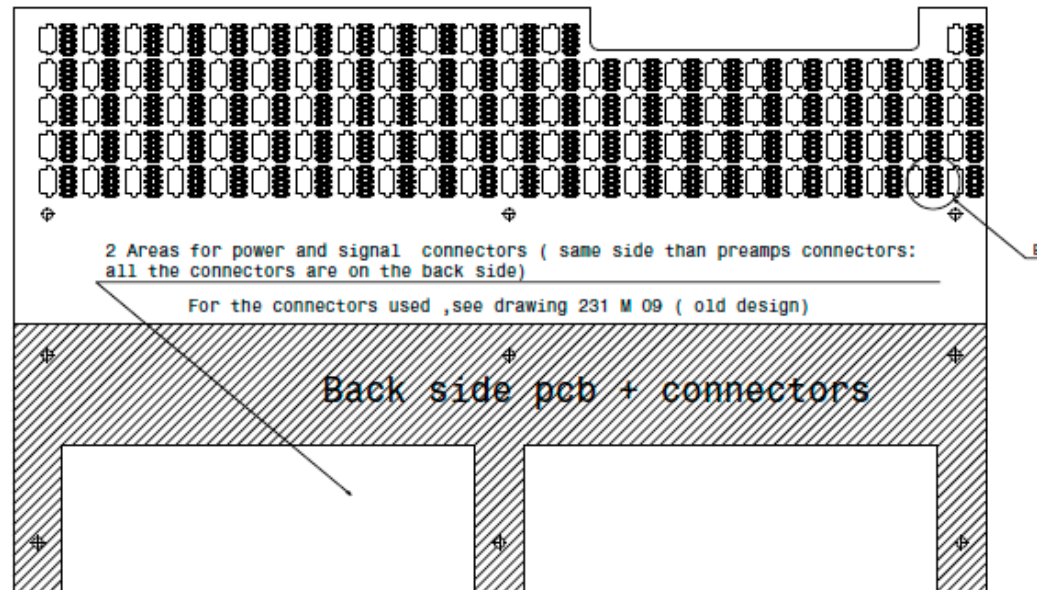 2 Areas for power and signal connectors ( same side than preamps connectors:
all the connectors are on the back side)
For the connectors used ,see drawing 231 M 09 ( old design)
Back side pcb + connectors